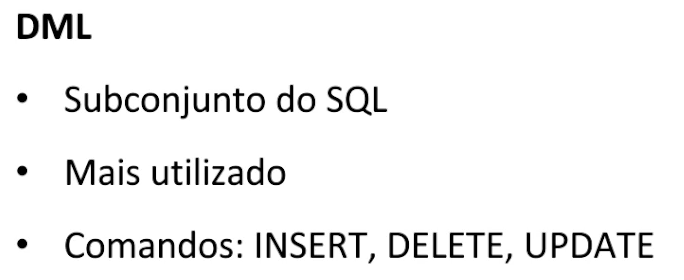 DML
• Subconjunto do SQL
• Mais utilizado
• Comandos: INSERT, DELETE, UPDATE